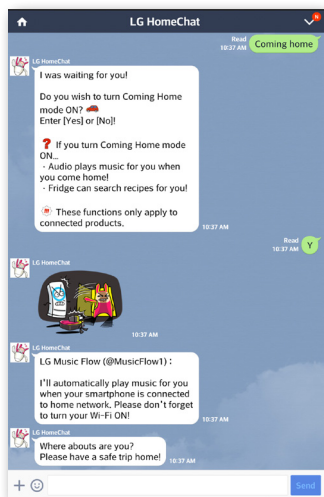 LG HomeChat
N
Read
10:37 AM
Coming home
LG HomeChat
I was waiting for you!
Do you wish to turn Coming Home
mode ON?
Enter [Yes] or [No]!
? If you turn Coming Home mode
ON...
- Audio plays music for you when
you come home!
- Fridge can search recipes for you!
These functions only apply to
connected products.
10:37 AM
Read
10:37 AM
Y
LG HomeChat
10:37 AM
LG HomeChat
LG Music Flow (@MusicFlow1) :
I'll automatically play music for you
when your smartphone is connected
to home network. Please don't forget
to turn your Wi-Fi ON!
10:37 AM
LG HomeChat
Where abouts are you?
Please have a safe trip home!
10:37 AM
Send